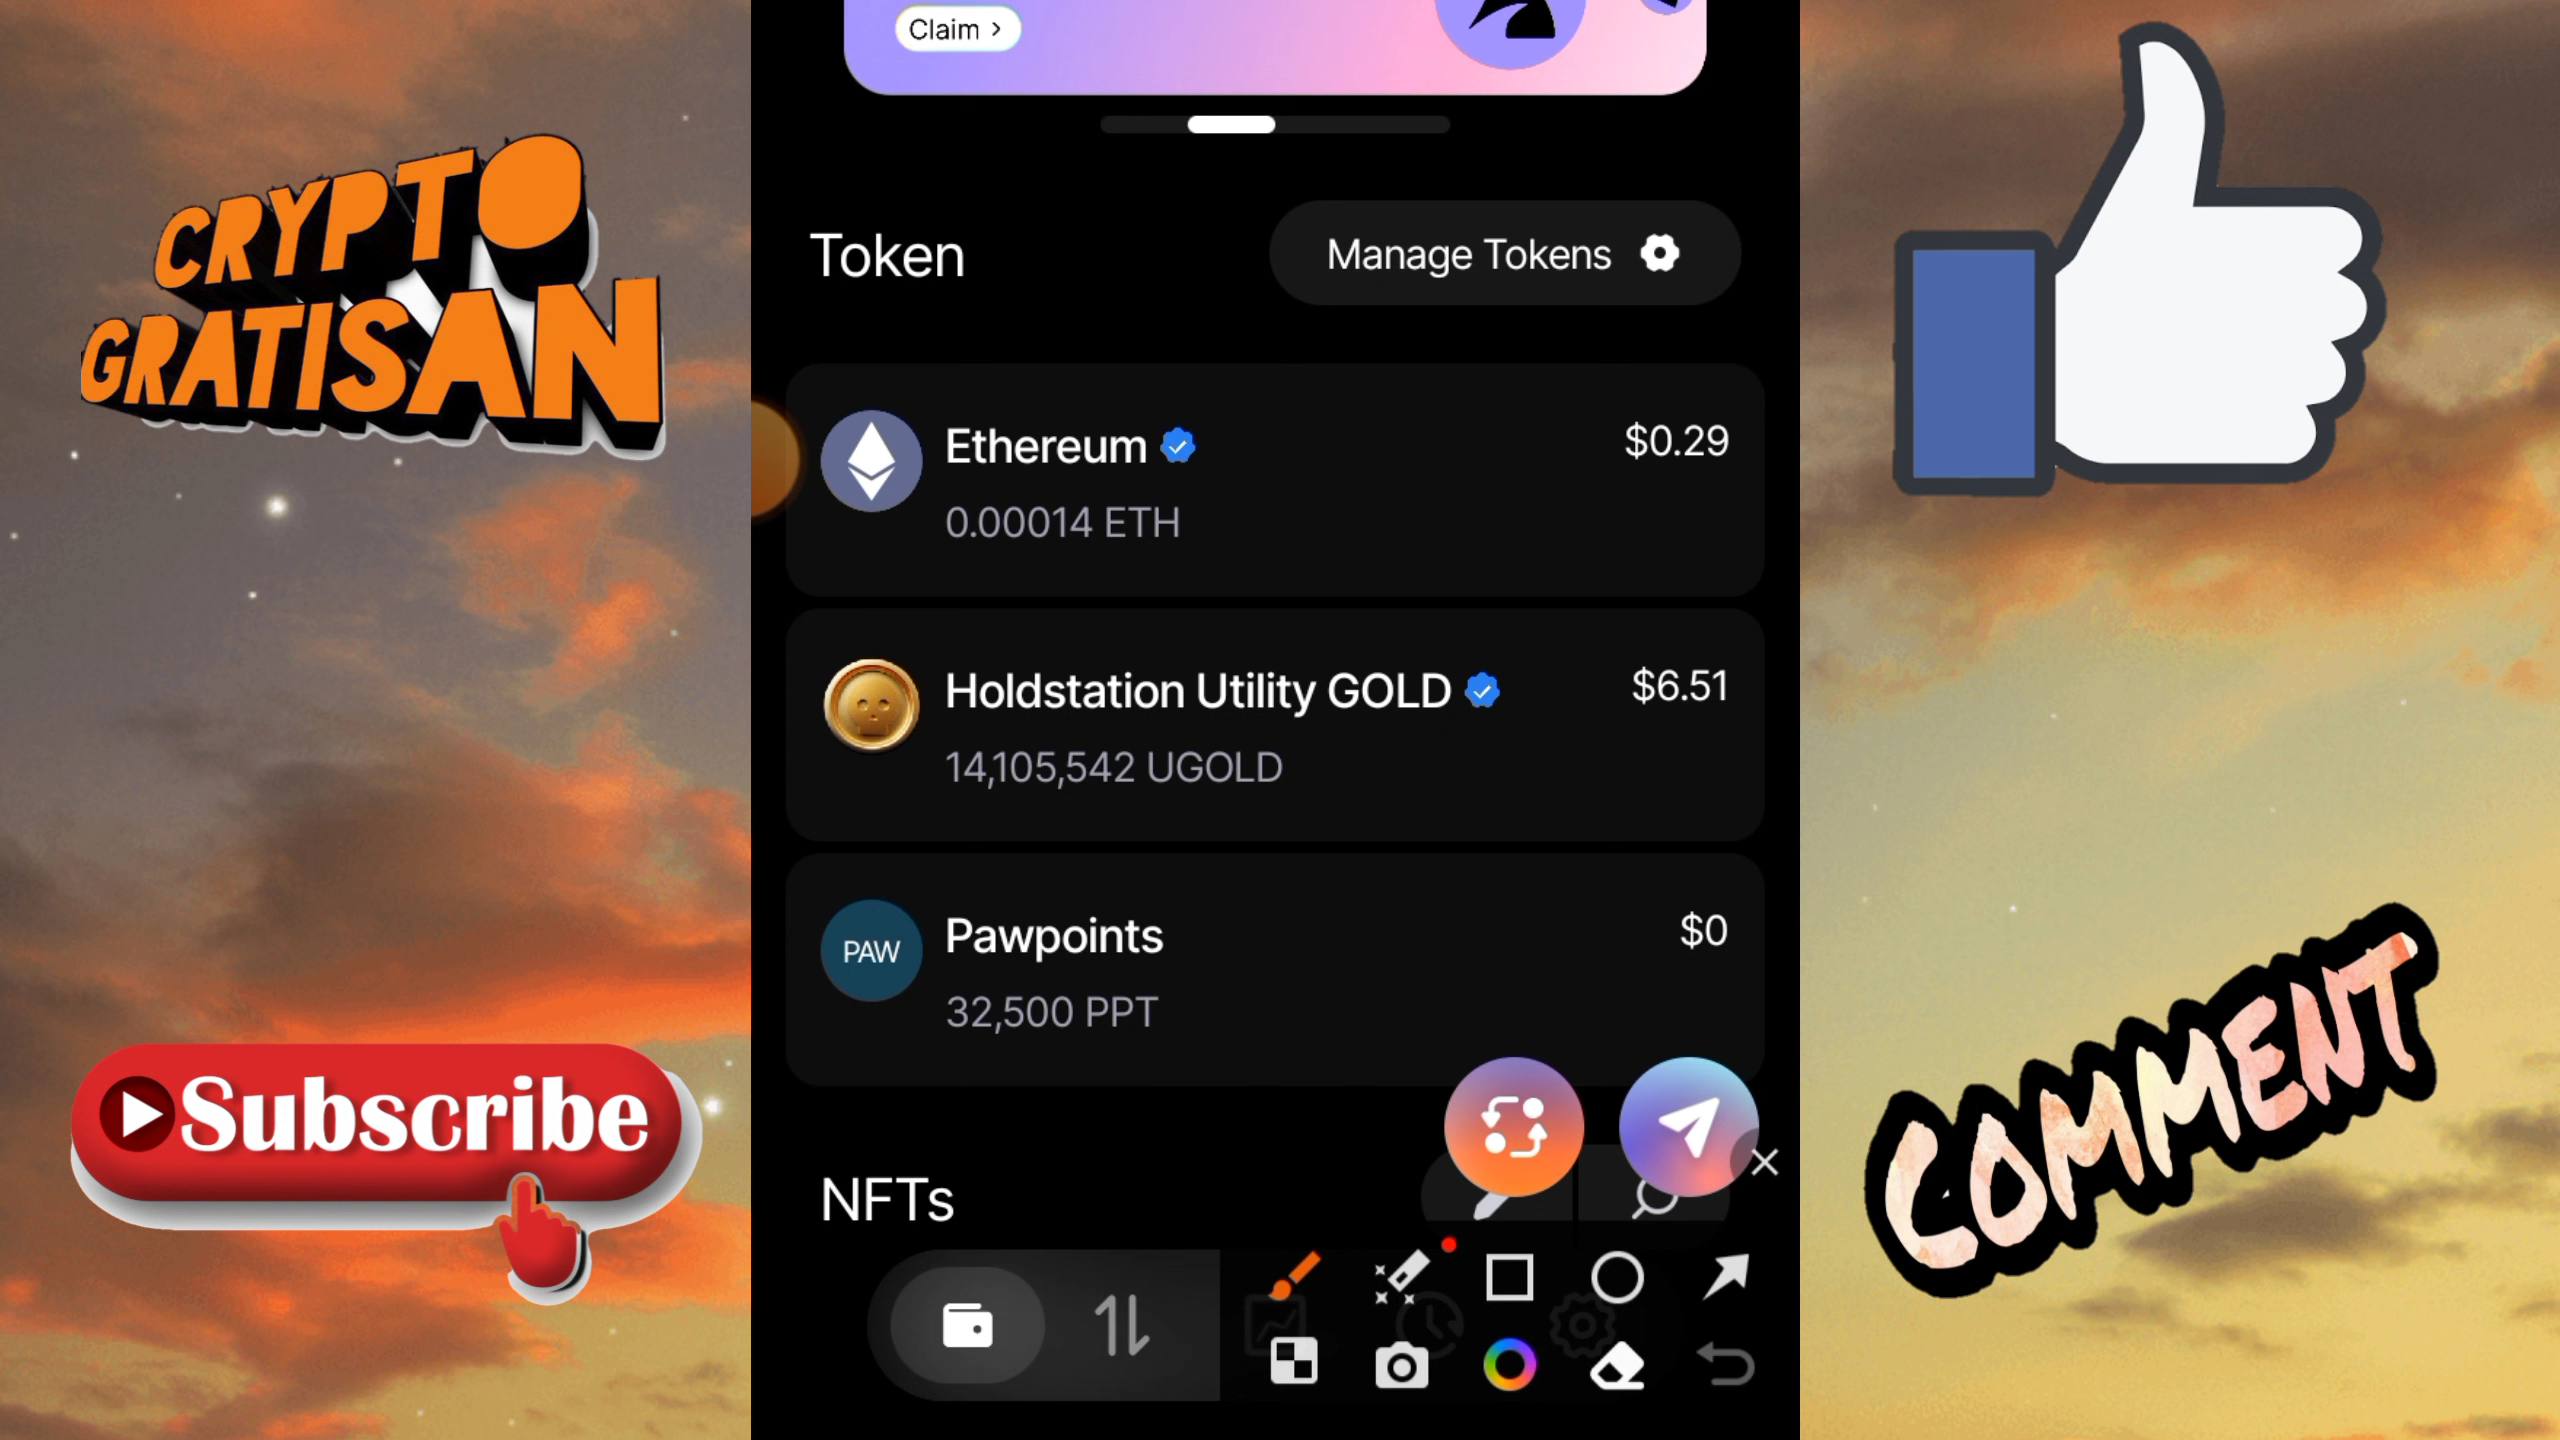 CRYPTO
GRATISAN
Subscribe
Claim >
Token
Manage Tokens
Ethereum
$0.29
0.00014 ETH
Holdstation Utility GOLD
$6.51
14,105,542 UGOLD
PAW
Pawpoints
$0
32,500 PPT
NFTs
COMMENT